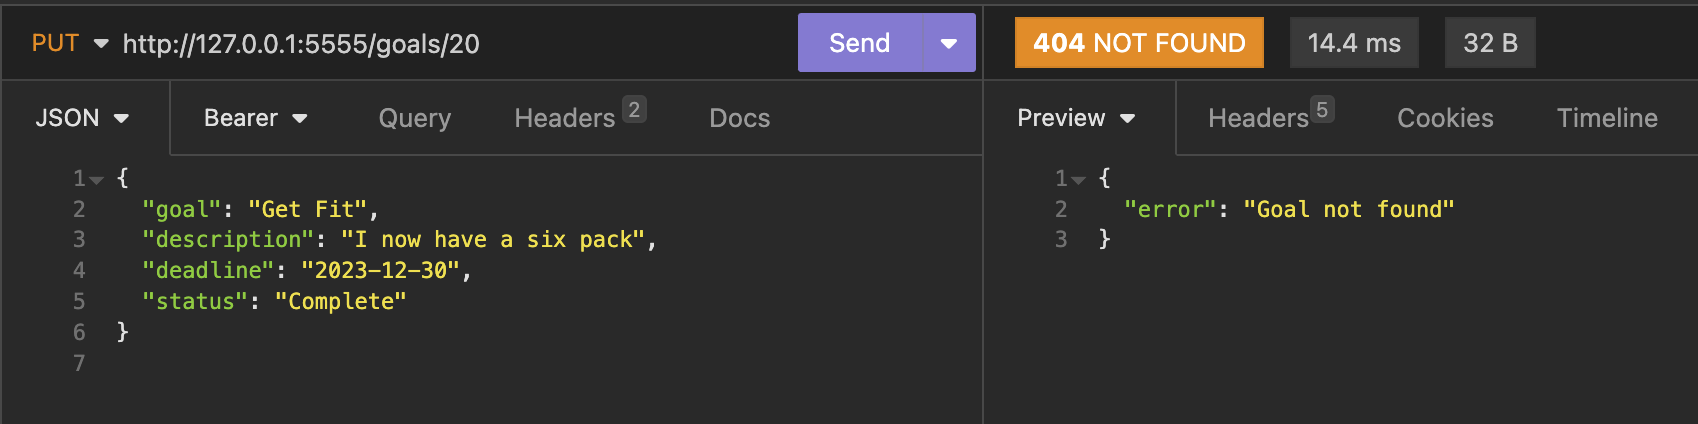 PUT http://127.0.0.1:5555/goals/20 Send
404 NOT FOUND 14.4 ms 32 B
JSON Bearer Query Headers 2 Docs
Preview Headers 5 Cookies Timeline
1 {
2 "goal": "Get Fit",
3 "description": "I now have a six pack",
4 "deadline": "2023-12-30",
5 "status": "Complete"
6 }
7
1 {
2 "error": "Goal not found"
3 }